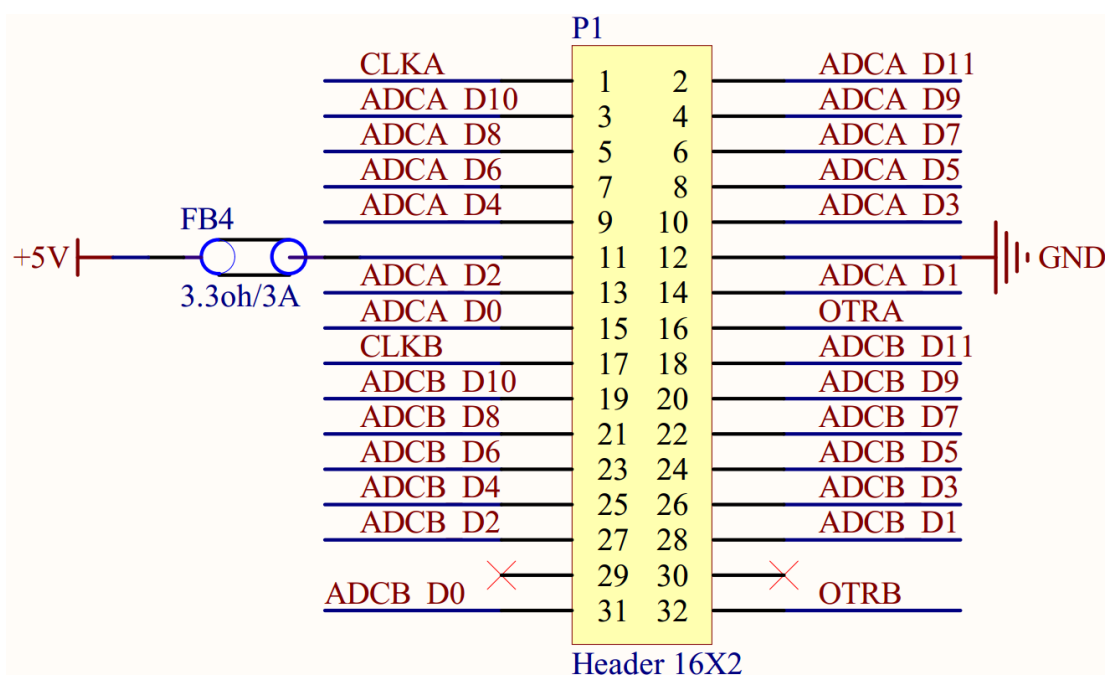 P1
CLKA 1 2 ADCA D11
ADCA D10 3 4 ADCA D9
ADCA D8 5 6 ADCA D7
ADCA D6 7 8 ADCA D5
ADCA D4 9 10 ADCA D3
FB4
+5V 11 12 GND
3.3oh/3A
ADCA D2 13 14 ADCA D1
ADCA D0 15 16 OTRA
CLKB 17 18 ADCB D11
ADCB D10 19 20 ADCB D9
ADCB D8 21 22 ADCB D7
ADCB D6 23 24 ADCB D5
ADCB D4 25 26 ADCB D3
ADCB D2 27 28 ADCB D1
29 30
ADCB D0 31 32 OTRB
Header 16X2